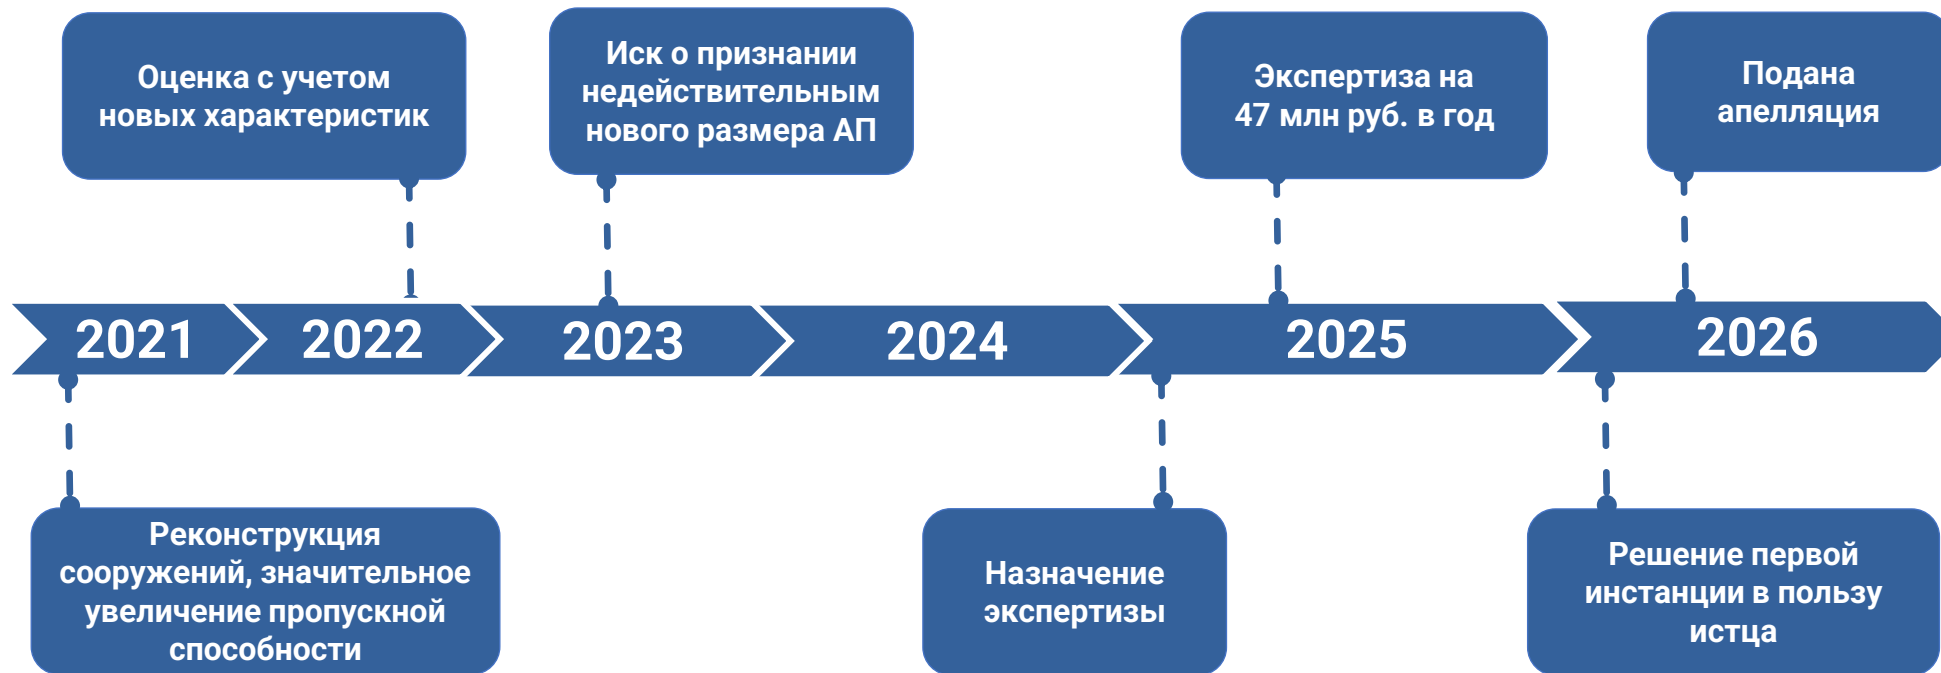 Оценка с учетом
новых характеристик
Иск о признании
недействительным
нового размера АП
Экспертиза на
47 млн руб. в год
Подана
апелляция
2021
2022
2023
2024
2025
2026
Реконструкция
сооружений, значительное
увеличение пропускной
способности
Назначение
экспертизы
Решение первой
инстанции в пользу
истца